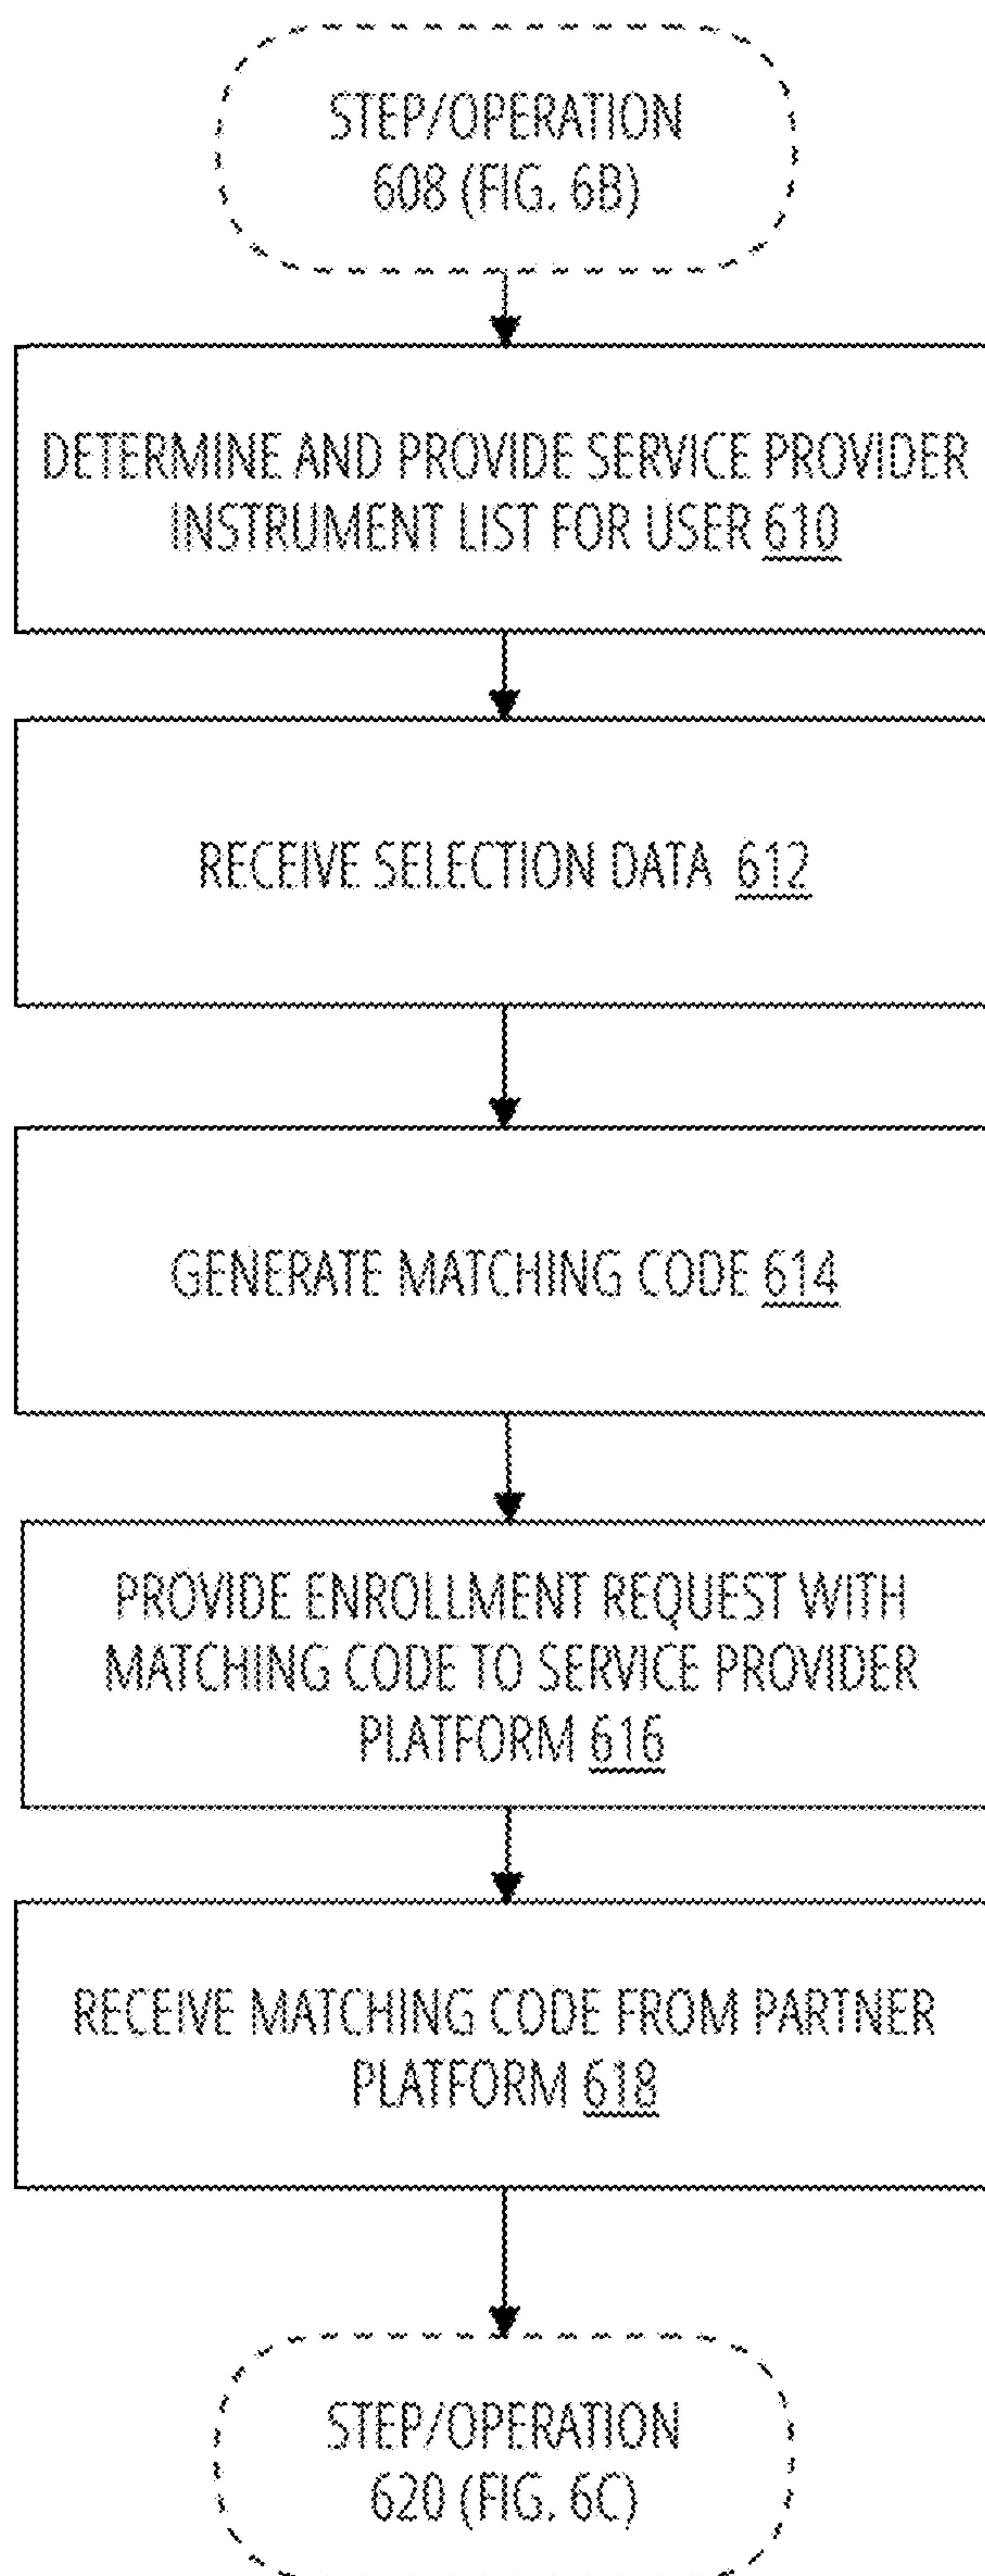 STEP/OPERATION
608 (FIG. 6B)
DETERMINE AND PROVIDE SERVICE PROVIDER
INSTRUMENT LIST FOR USER 610
RECEIVE SELECTION DATA 612
GENERATE MATCHING CODE 614
PROVIDE ENROLLMENT REQUEST WITH
MATCHING CODE TO SERVICE PROVIDER
PLATFORM 616
RECEIVE MATCHING CODE FROM PARTNER
PLATFORM 618
STEP/OPERATION
620 (FIG. 6C)